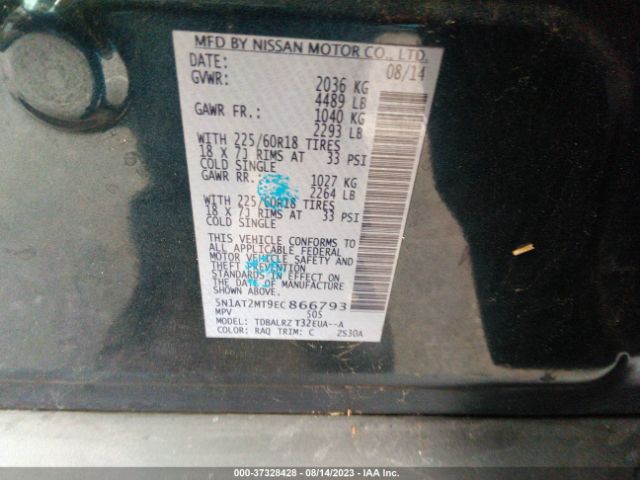 MFD BY NISSAN MOTOR CO., LTD.
DATE: 08/14
GVWR: 2036 KG
4489 LB
GAWR FR.: 1040 KG
2293 LB
WITH 225/60R18 TIRES
18 X 7J RIMS AT 33 PSI
COLD SINGLE
GAWR RR.: 1027 KG
2264 LB
WITH 225/60R18 TIRES
18 X 7J RIMS AT 33 PSI
COLD SINGLE
THIS VEHICLE CONFORMS TO
ALL APPLICABLE FEDERAL
MOTOR VEHICLE SAFETY AND
THEFT PREVENTION
STANDARDS IN EFFECT ON
THE DATE OF MANUFACTURE
SHOWN ABOVE.
5N1AT2MT9EC866793
MPV 505
MODEL: TDBALRZ T32EUA--A
COLOR: RAQ TRIM: C ZS30A
000-37328428 - 08/14/2023 - IAA Inc.